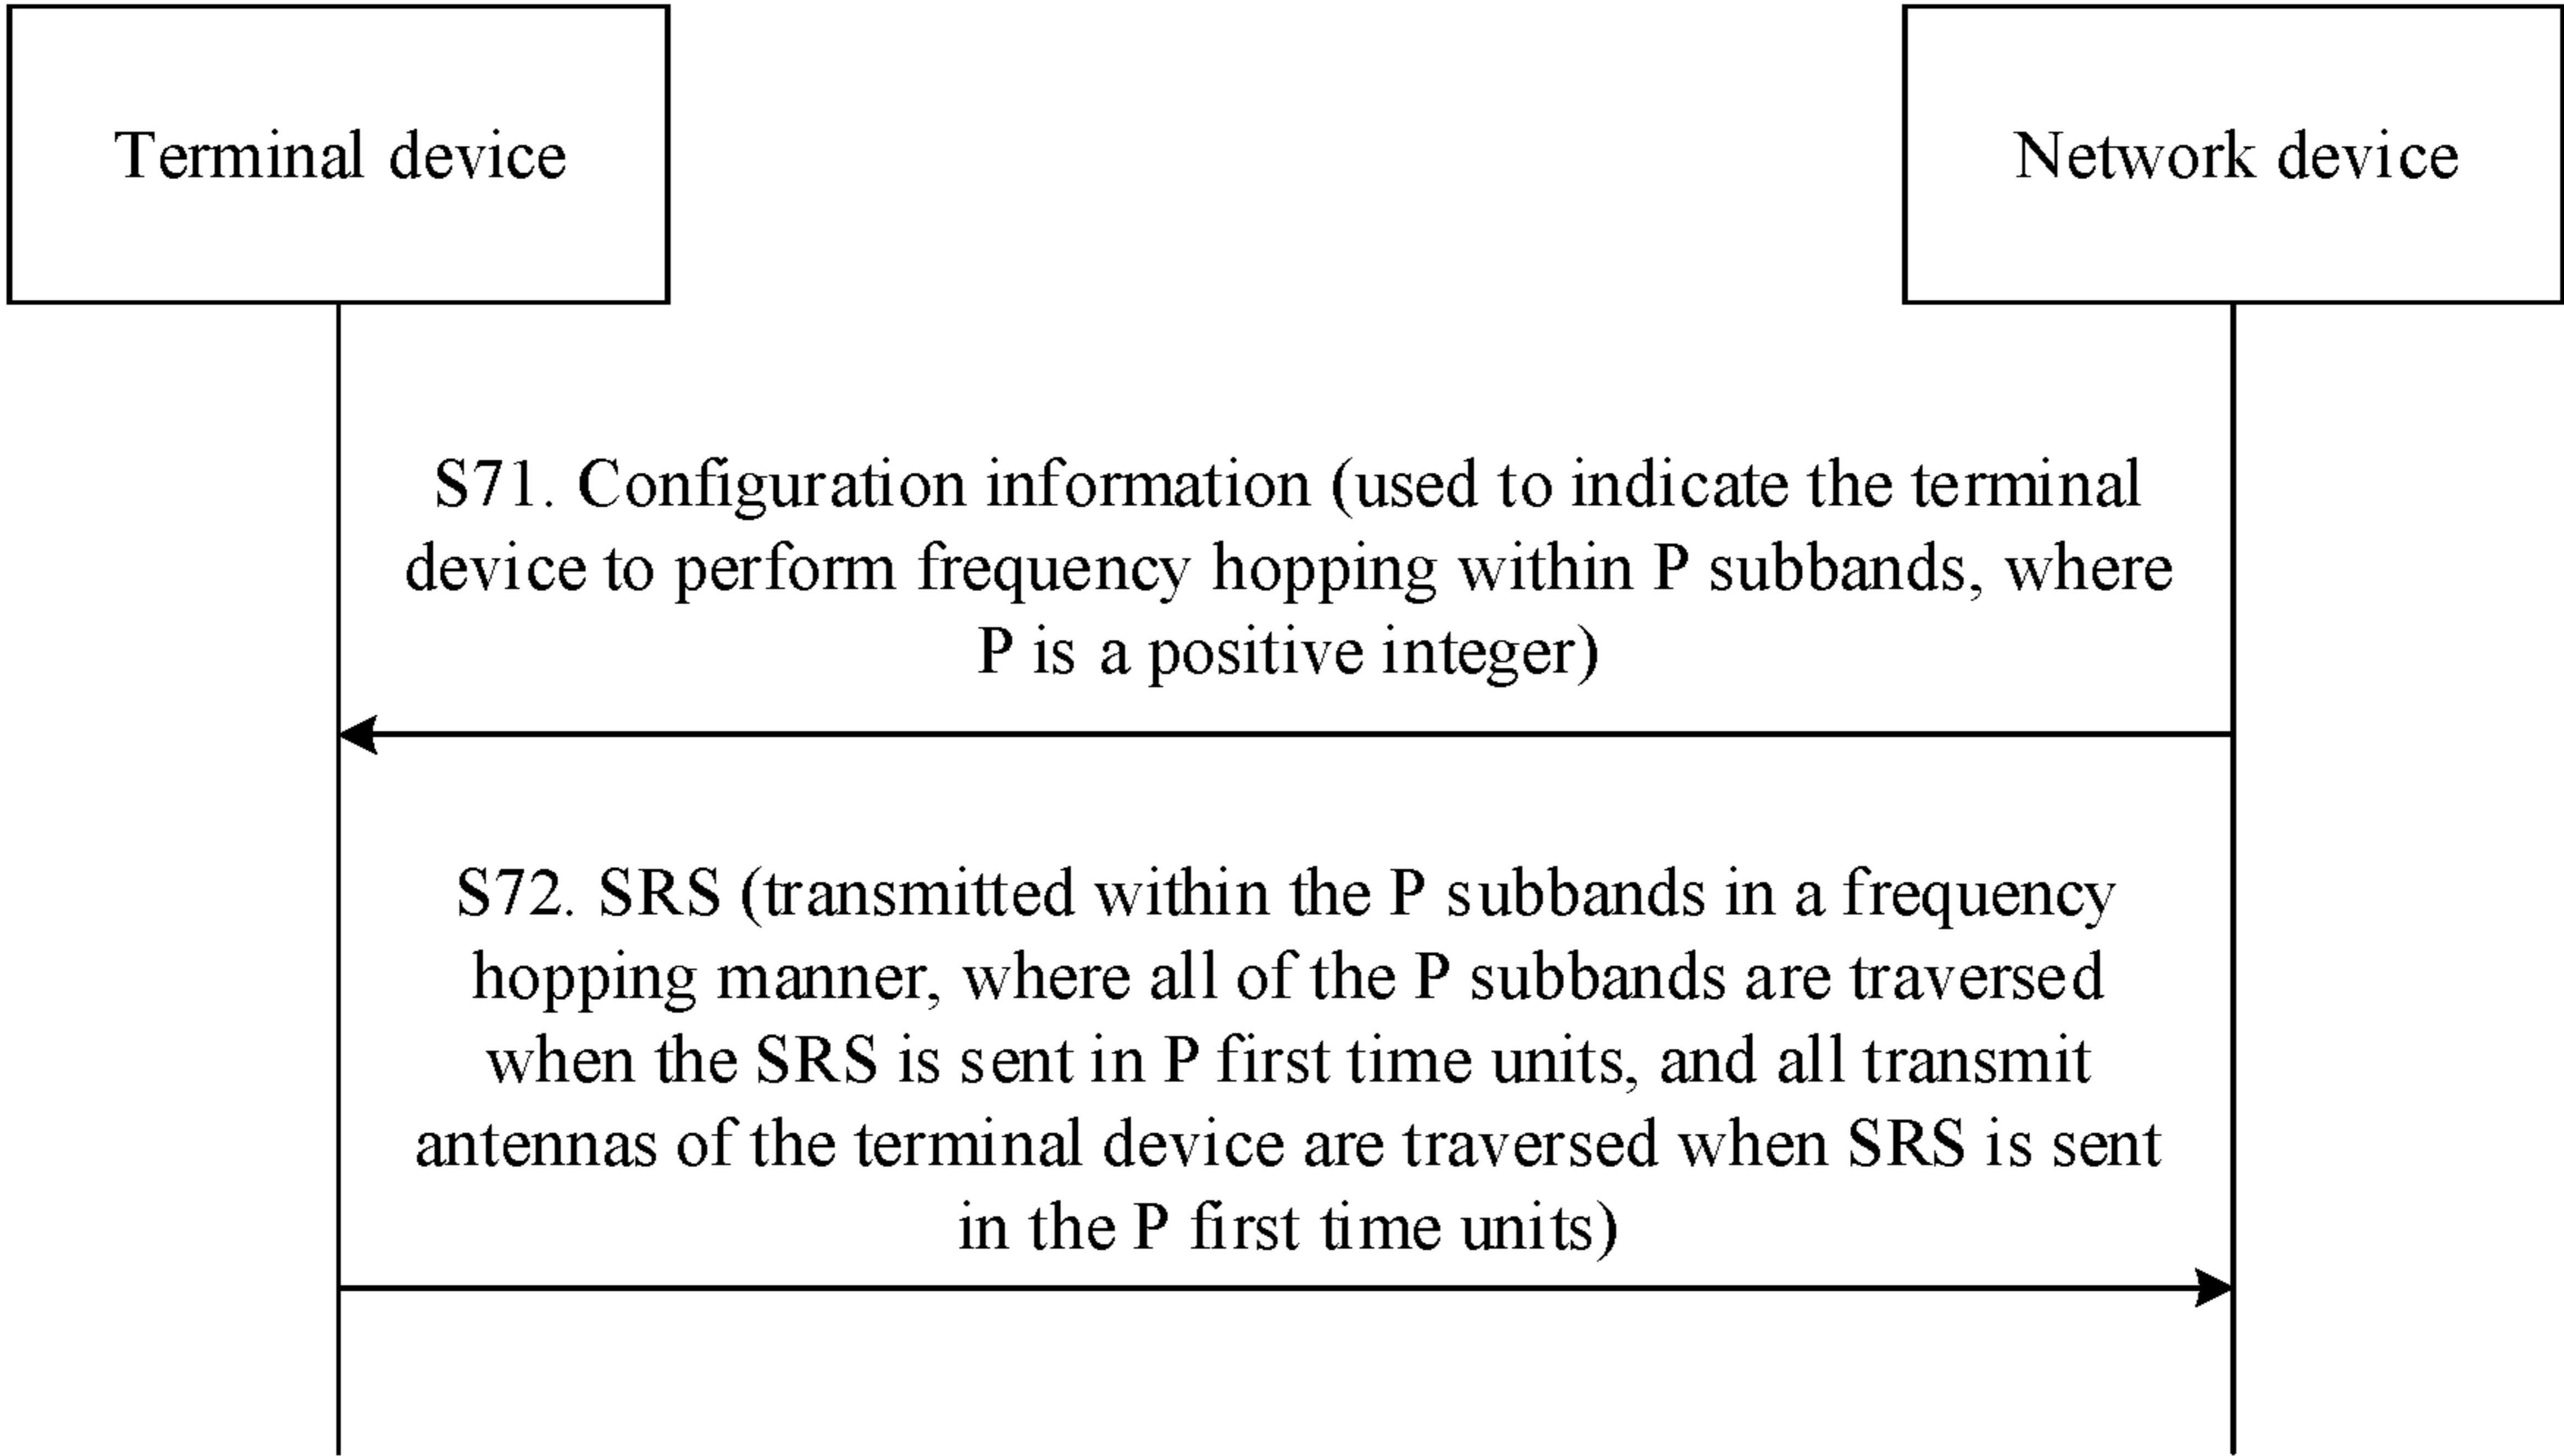 Terminal device
Network device
S71. Configuration information (used to indicate the terminal
device to perform frequency hopping within P subbands, where
P is a positive integer)
S72. SRS (transmitted within the P subbands in a frequency
hopping manner, where all of the P subbands are traversed
when the SRS is sent in P first time units, and all transmit
antennas of the terminal device are traversed when SRS is sent
in the P first time units)